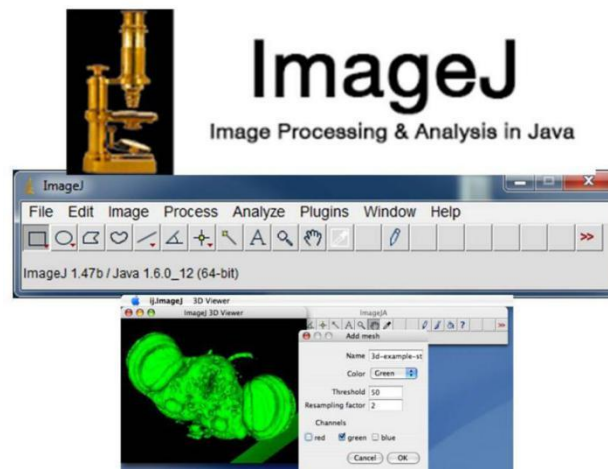 ImageJ
Image Processing & Analysis in Java
ImageJ
File Edit Image Process Analyze Plugins Window Help
A
ImageJ 1.47b / Java 1.6.0_12 (64-bit)
ij.ImageJ 3D Viewer
ImageJ 3D Viewer
ImageJA
A ?
Add mesh
Name 3d-example-st
Color Green
Threshold 50
Resampling factor 2
Channels
red green blue
Cancel OK